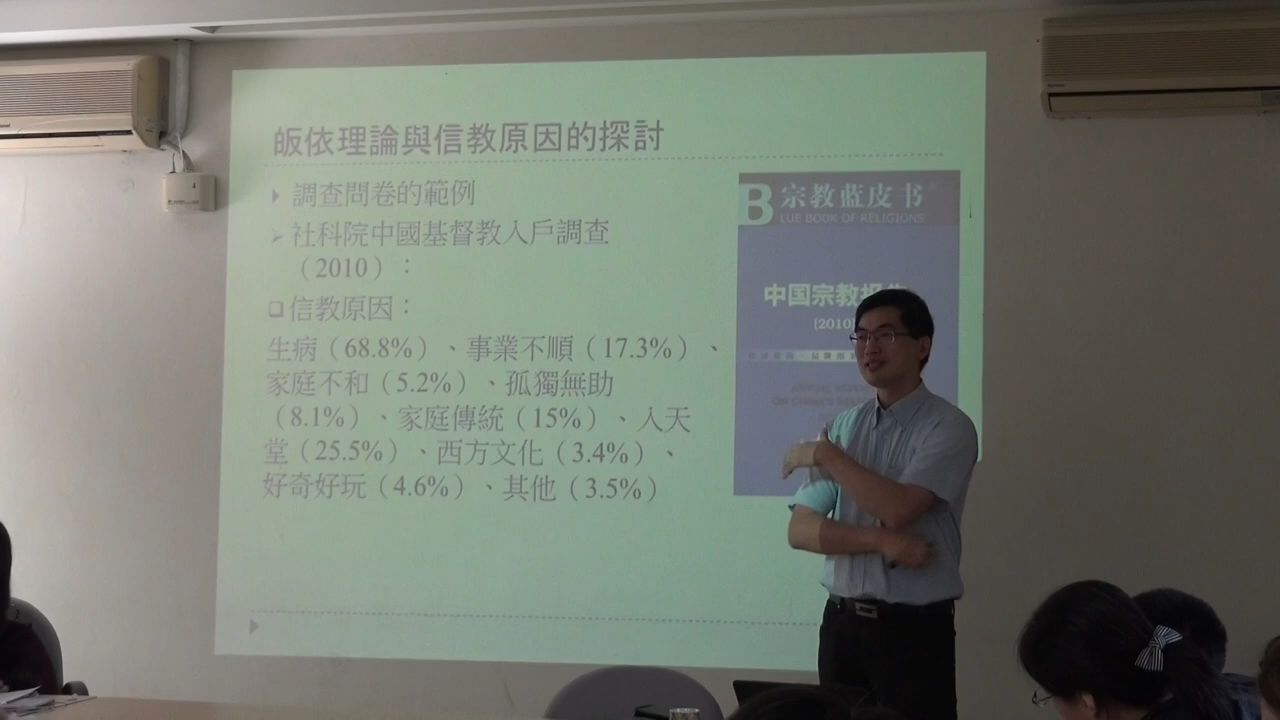 皈依理論與信教原因的探討
調查問卷的範例
社科院中國基督教入戶調查
（2010）：
信教原因：
生病（68.8%）、事業不順（17.3%）、
家庭不和（5.2%）、孤獨無助
（8.1%）、家庭傳統（15%）、入天
堂（25.5%）、西方文化（3.4%）、
好奇好玩（4.6%）、其他（3.5%）
B 宗教蓝皮书
LUE BOOK OF RELIGIONS
中国宗教报
(2010